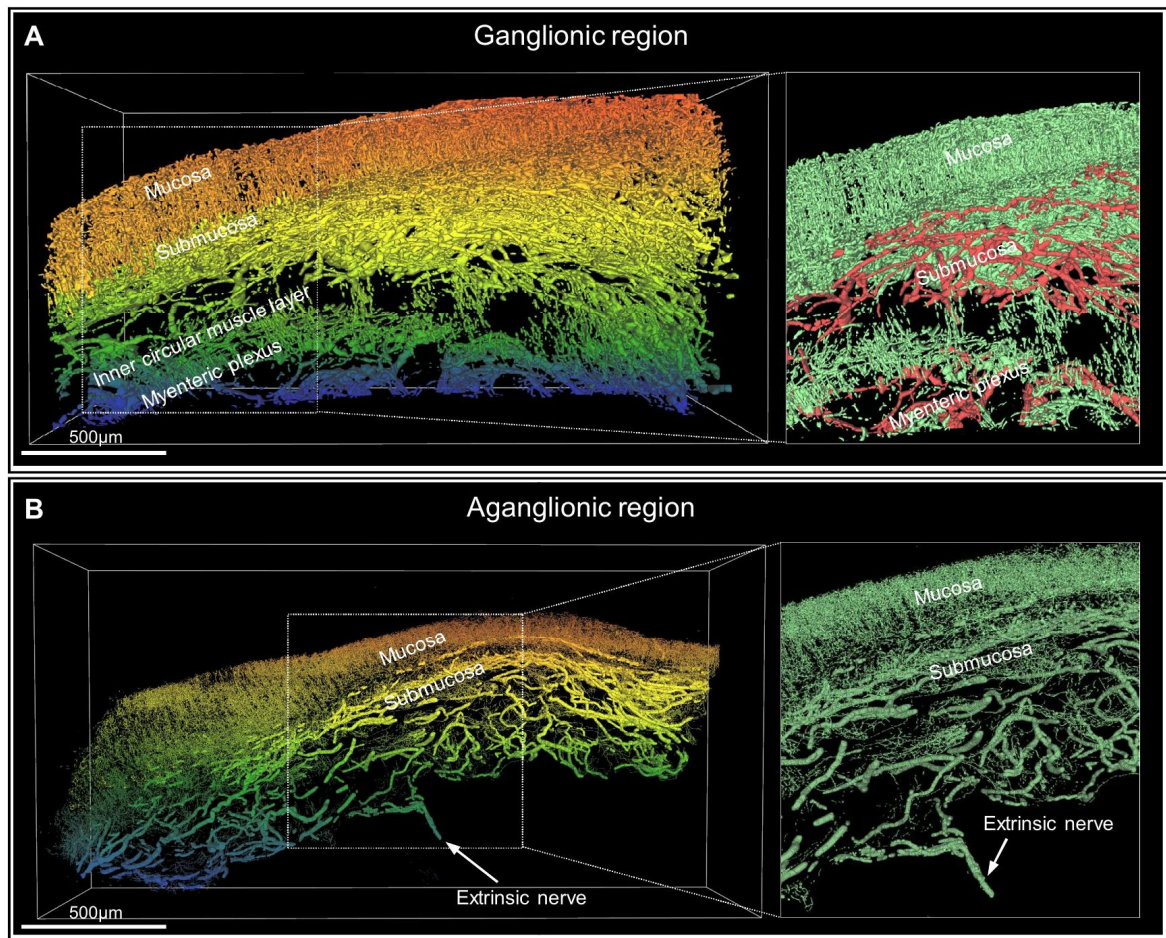 A
Ganglionic region
Mucosa
Submucosa
Inner circular muscle layer
Myenteric plexus
500µm
Mucosa
Submucosa
Myenteric plexus
B
Aganglionic region
Mucosa
Submucosa
Extrinsic nerve
500µm
Mucosa
Submucosa
Extrinsic nerve